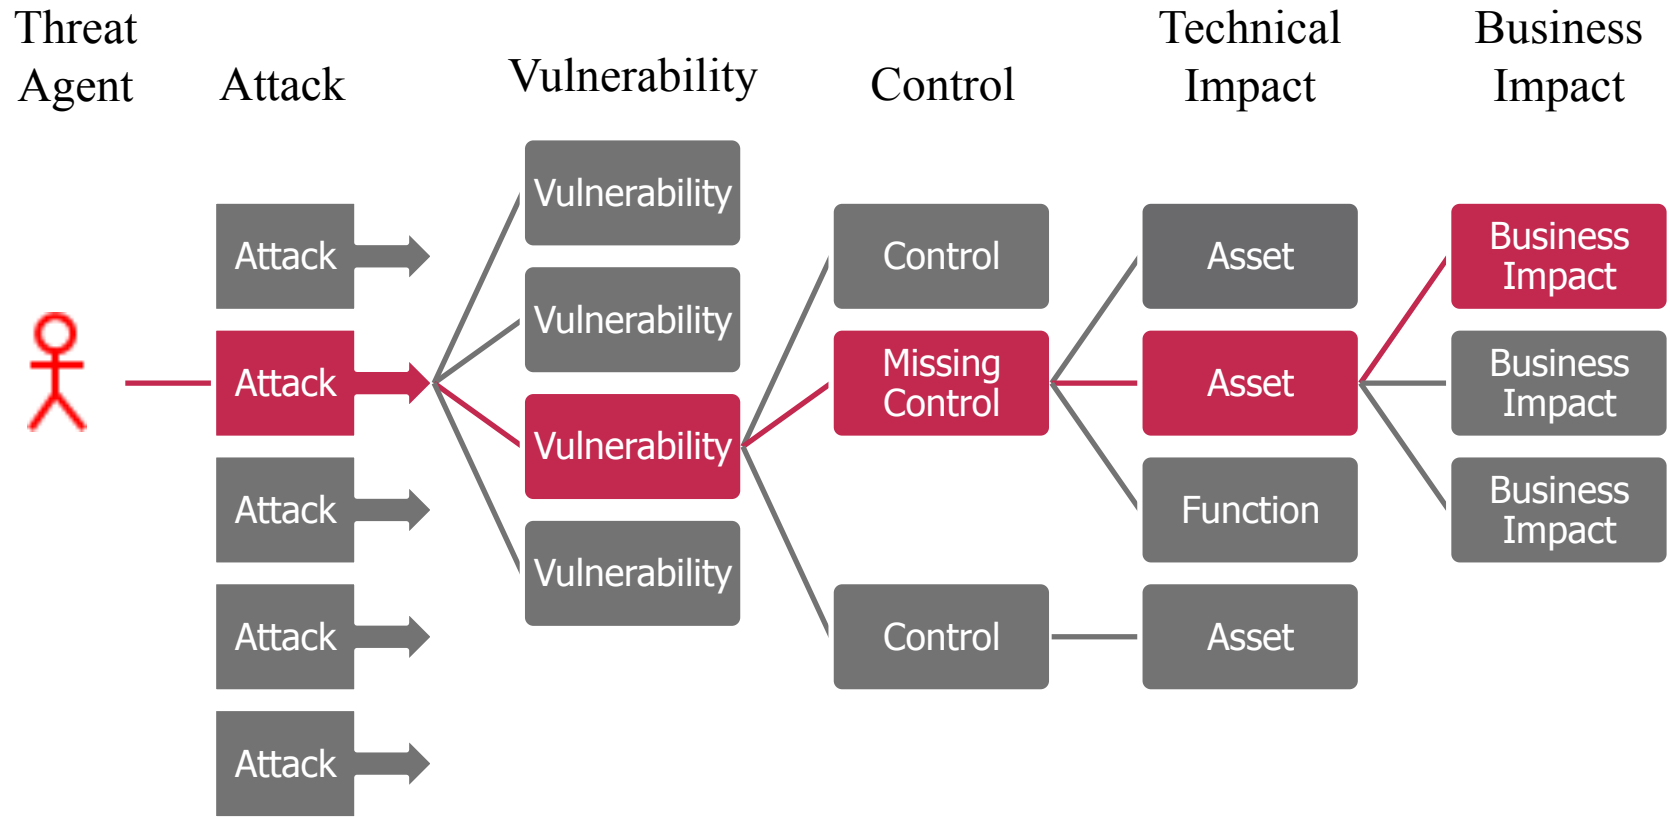 Threat
Agent
Attack
Vulnerability
Control
Technical
Impact
Business
Impact
Attack
Attack
Attack
Attack
Attack
Vulnerability
Vulnerability
Vulnerability
Vulnerability
Control
Missing
Control
Control
Asset
Asset
Function
Asset
Business
Impact
Business
Impact
Business
Impact